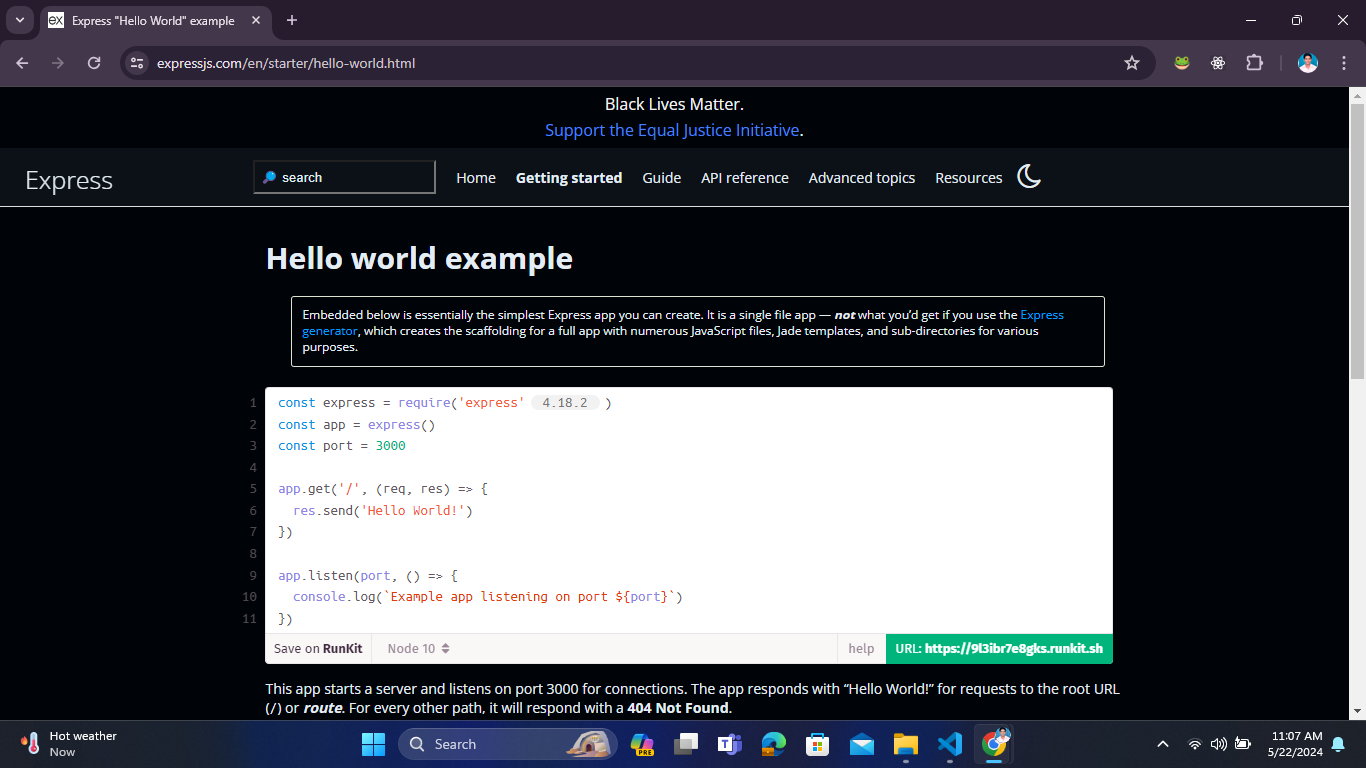 Express "Hello World" example
expressjs.com/en/starter/hello-world.html
Black Lives Matter.
Support the Equal Justice Initiative.
Express
search
Home
Getting started
Guide
API reference
Advanced topics
Resources
Hello world example
Embedded below is essentially the simplest Express app you can create. It is a single file app — not what you’d get if you use the Express
generator, which creates the scaffolding for a full app with numerous JavaScript files, Jade templates, and sub-directories for various
purposes.
1 const express = require('express' 4.18.2 )
2 const app = express()
3 const port = 3000
4
5 app.get('/', (req, res) => {
6 res.send('Hello World!')
7 })
8
9 app.listen(port, () => {
10 console.log(`Example app listening on port ${port}`)
11 })
Save on RunKit
Node 10
help
URL: https://9l3ibr7e8gks.runkit.sh
This app starts a server and listens on port 3000 for connections. The app responds with “Hello World!” for requests to the root URL
(/) or route. For every other path, it will respond with a 404 Not Found.
Hot weather
Now
Search
PRE
11:07 AM
5/22/2024